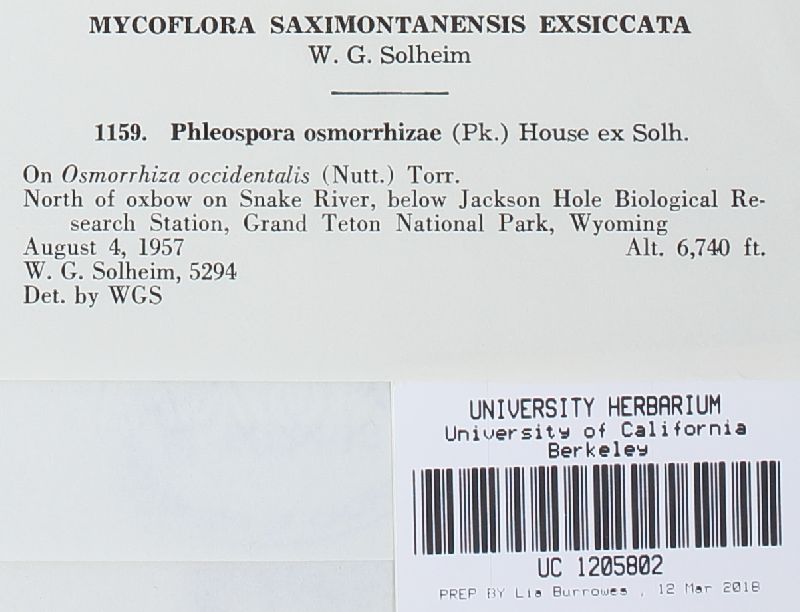 MYCOFLORA SAXIMONTANENSIS EXSICCATA
W. G. Solheim
1159. Phleospora osmorrhizae (Pk.) House ex Solh.
On Osmorrhiza occidentalis (Nutt.) Torr.
North of oxbow on Snake River, below Jackson Hole Biological Re-
search Station, Grand Teton National Park, Wyoming
August 4, 1957 Alt. 6,740 ft.
W. G. Solheim, 5294
Det. by WGS
UNIVERSITY HERBARIUM
University of California
Berkeley
UC 1205802
PREP BY Lia Burrowes , 12 Mar 2018